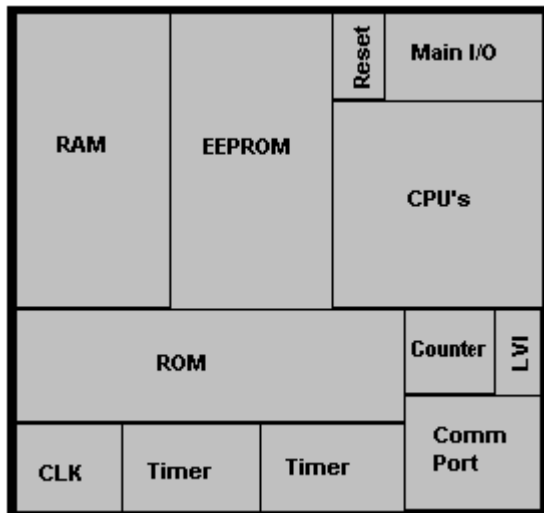 Reset
Main I/O
RAM
EEPROM
CPU's
ROM
Counter
LVI
CLK
Timer
Timer
Comm
Port